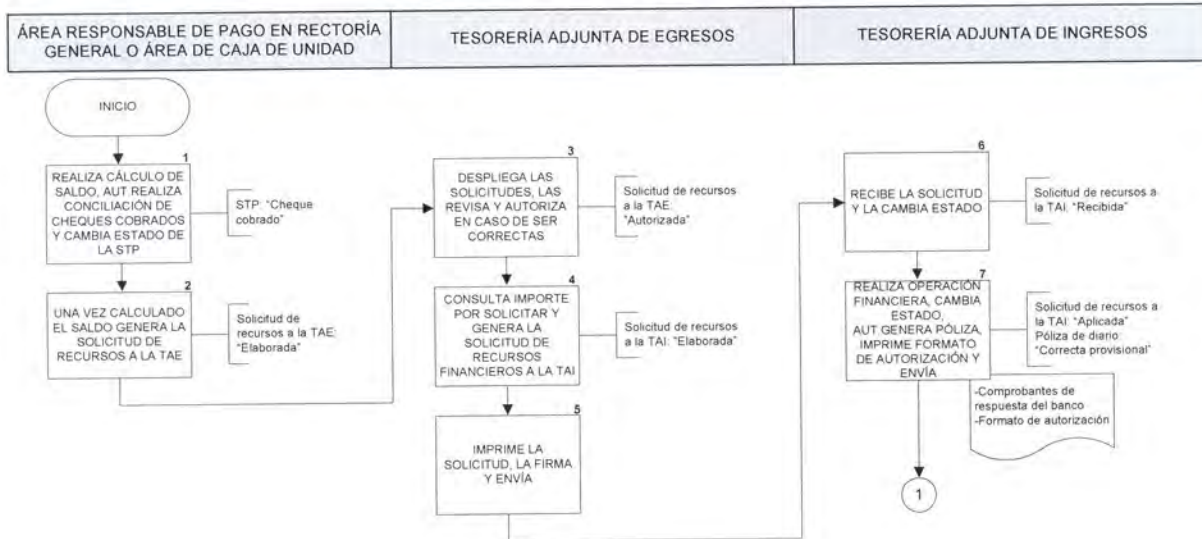 ÁREA RESPONSABLE DE PAGO EN RECTORÍA
GENERAL O ÁREA DE CAJA DE UNIDAD
TESORERÍA ADJUNTA DE EGRESOS
TESORERÍA ADJUNTA DE INGRESOS
INICIO
1
REALIZA CÁLCULO DE
SALDO, AUT REALIZA
CONCILIACIÓN DE
CHEQUES COBRADOS
Y CAMBIA ESTADO DE
LA STP
STP: “Cheque
cobrado”
2
UNA VEZ CALCULADO
EL SALDO GENERA LA
SOLICITUD DE
RECURSOS A LA TAE
Solicitud de
recursos a la TAE:
“Elaborada”
3
DESPLIEGA LAS
SOLICITUDES, LAS
REVISA Y AUTORIZA
EN CASO DE SER
CORRECTAS
Solicitud de recursos
a la TAE:
“Autorizada”
4
CONSULTA IMPORTE
POR SOLICITAR Y
GENERA LA
SOLICITUD DE
RECURSOS
FINANCIEROS A LA TAI
Solicitud de recursos
a la TAI: “Elaborada”
5
IMPRIME LA
SOLICITUD, LA FIRMA
Y ENVÍA
6
RECIBE LA SOLICITUD
Y LA CAMBIA ESTADO
Solicitud de recursos a
la TAI: “Recibida”
7
REALIZA OPERACIÓN
FINANCIERA, CAMBIA
ESTADO,
AUT GENERA PÓLIZA,
IMPRIME FORMATO
DE AUTORIZACIÓN Y
ENVÍA
Solicitud de recursos a
la TAI: “Aplicada”
Póliza de diario:
“Correcta provisional”
-Comprobantes de
respuesta del banco
-Formato de autorización
1